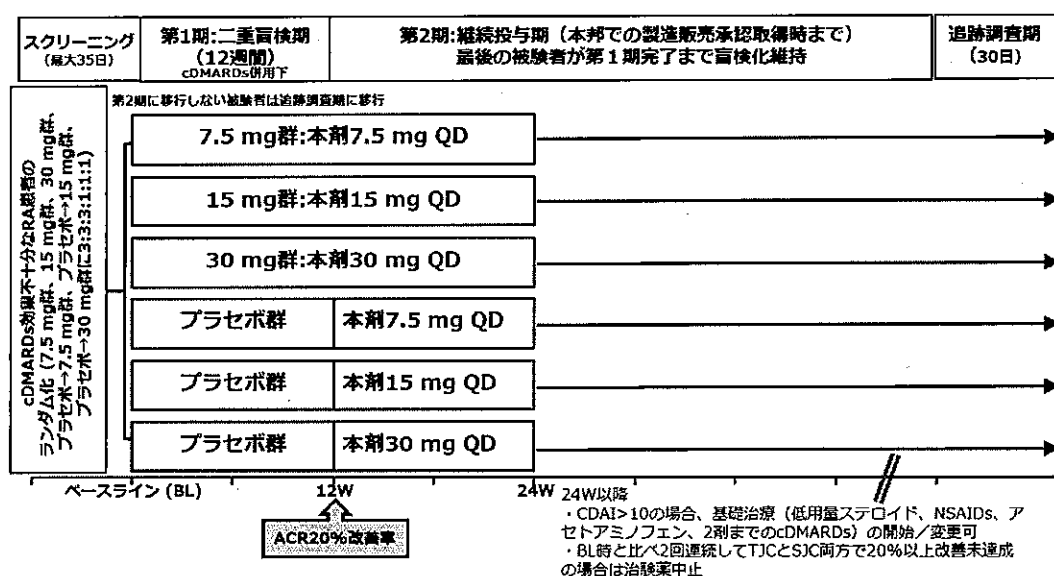 スクリーニング
(最大35日)
第1期:二重盲検期
(12週間)
cDMARDs併用下
第2期:継続投与期（本邦での製造販売承認取得時まで）
最後の被験者が第１期完了まで盲検化維持
追跡調査期
(30日)
第2期に移行しない被験者は追跡調査期に移行
cDMARDs効果不十分なRA患者の
ランダム化（7.5 mg群、15 mg群、30 mg群、
プラセボ→7.5 mg群、プラセボ→15 mg群、
プラセボ→30 mg群に3:3:3:1:1:1)
7.5 mg群:本剤7.5 mg QD
15 mg群:本剤15 mg QD
30 mg群:本剤30 mg QD
プラセボ群 本剤7.5 mg QD
プラセボ群 本剤15 mg QD
プラセボ群 本剤30 mg QD
ベースライン (BL) 12W 24W
ACR20%改善率
24W以降
・CDAI>10の場合、基礎治療（低用量ステロイド、NSAIDs、ア
セトアミノフェン、2剤までのcDMARDs）の開始／変更可
・BL時と比べ2回連続してTJCとSJC両方で20%以上改善未達成
の場合は治験薬中止